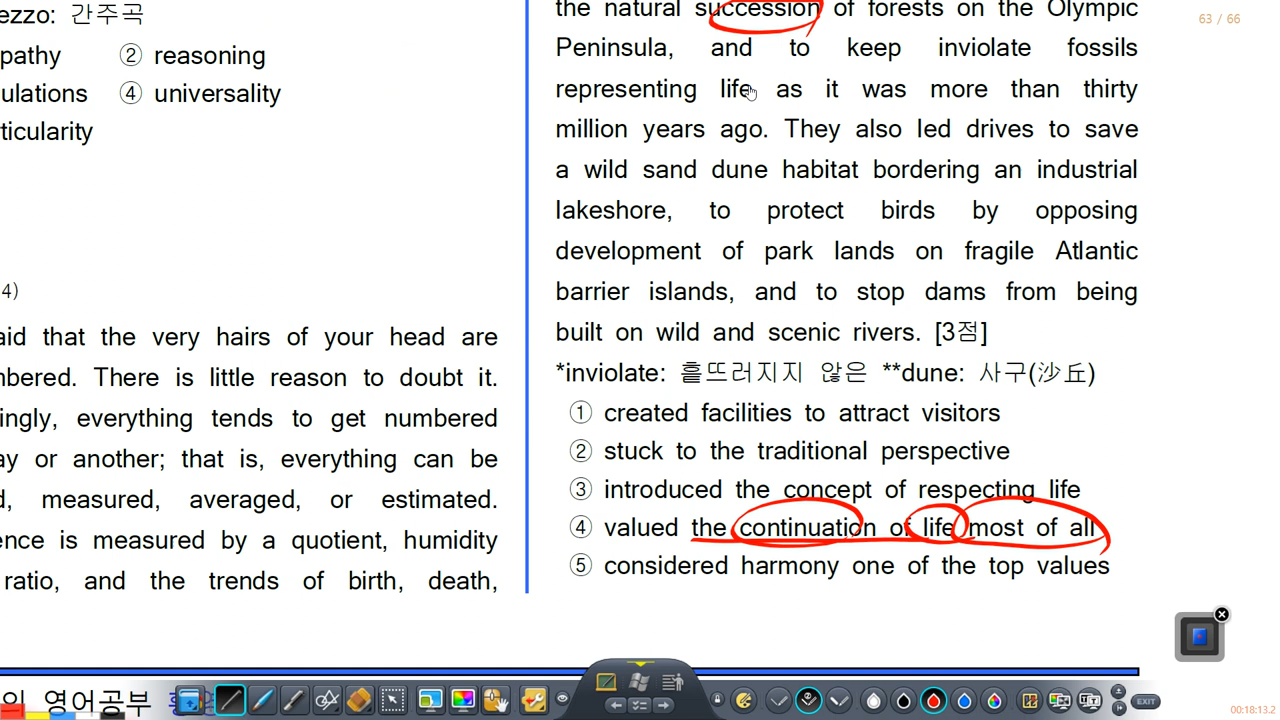 ezzo: 간주곡
pathy ② reasoning
ulations ④ universality
ticularity
4)
aid that the very hairs of your head are
nbered. There is little reason to doubt it.
ingly, everything tends to get numbered
ay or another; that is, everything can be
d, measured, averaged, or estimated.
ence is measured by a quotient, humidity
ratio, and the trends of birth, death,
the natural succession of forests on the Olympic
Peninsula, and to keep inviolate fossils
representing life as it was more than thirty
million years ago. They also led drives to save
a wild sand dune habitat bordering an industrial
lakeshore, to protect birds by opposing
development of park lands on fragile Atlantic
barrier islands, and to stop dams from being
built on wild and scenic rivers. [3점]
*inviolate: 흩뜨러지지 않은 **dune: 사구(沙丘)
① created facilities to attract visitors
② stuck to the traditional perspective
③ introduced the concept of respecting life
④ valued the continuation of life most of all
⑤ considered harmony one of the top values
63 / 66
의 영어공부
EXIT
00:18:13.2